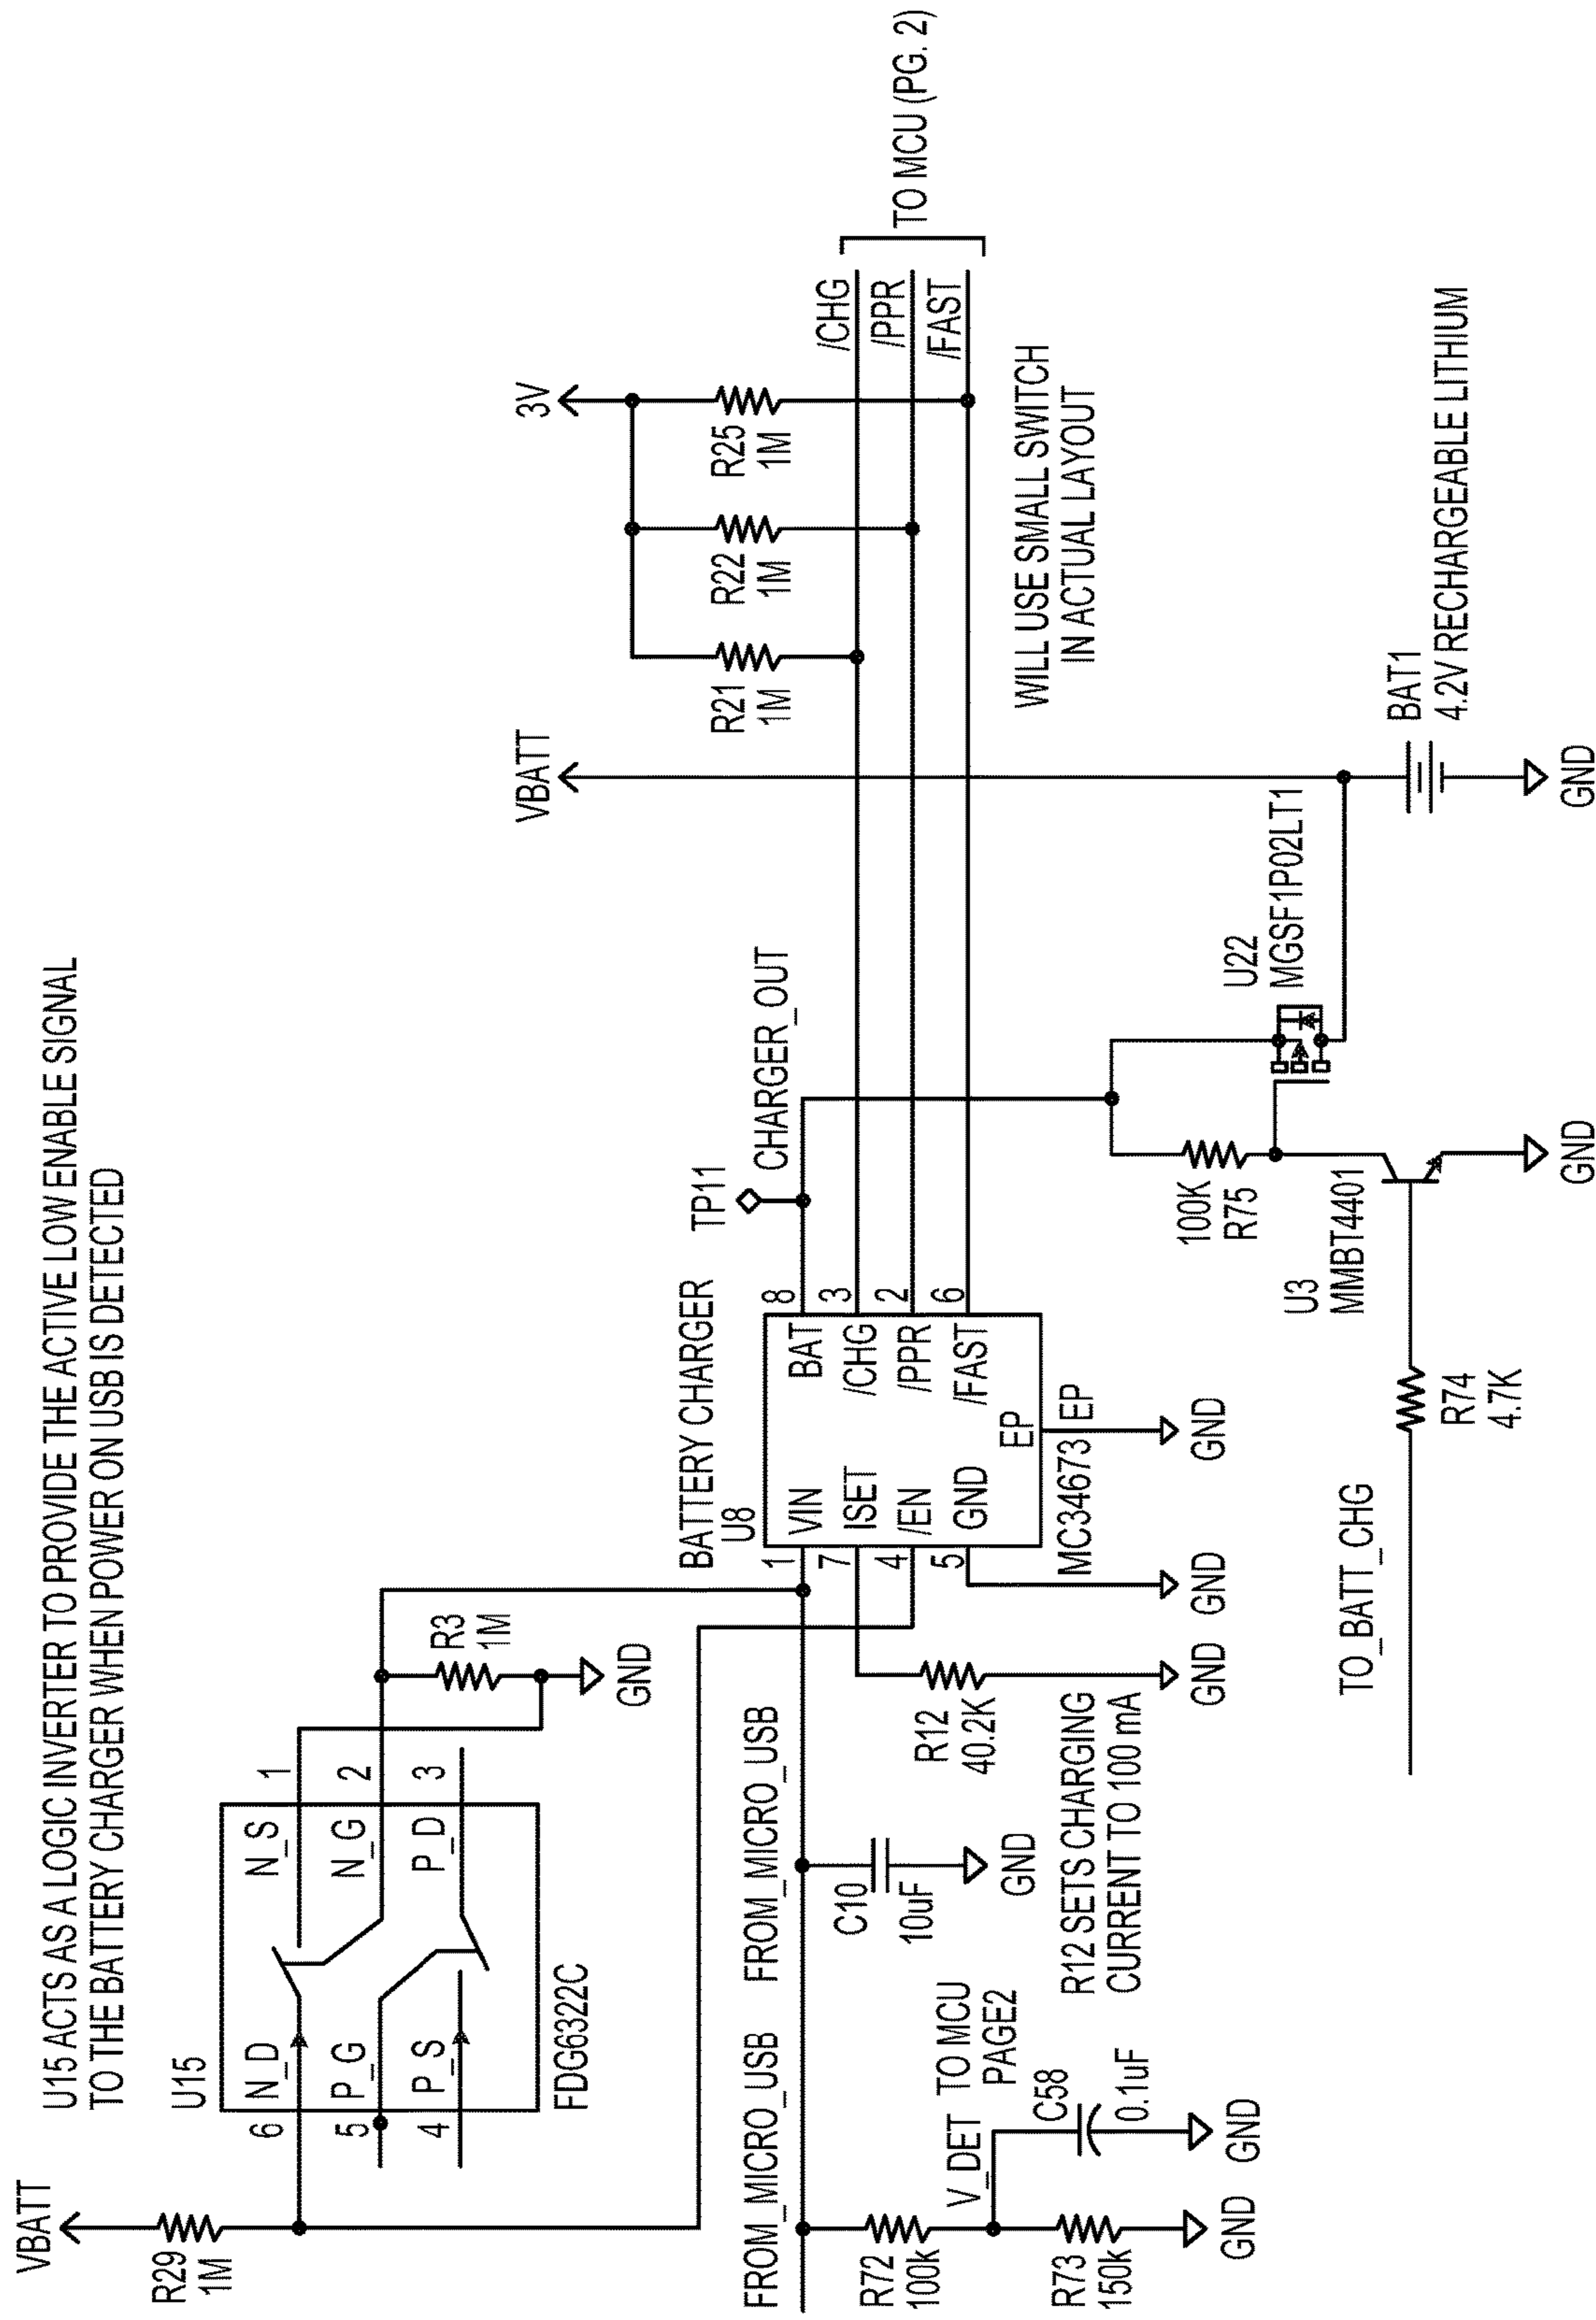 U15 ACTS AS A LOGIC INVERTER TO PROVIDE THE ACTIVE LOW ENABLE SIGNAL
TO THE BATTERY CHARGER WHEN POWER ON USB IS DETECTED
VBATT
R29
1M
U15
6
N_D
N_S
1
5
P_G
N_G
2
4
P_S
P_D
3
FDG6322C
R3
1M
GND
FROM_MICRO_USB
FROM_MICRO_USB
R72
100k
V_DET
TO MCU
PAGE2
R73
150k
GND
C58
0.1uF
GND
C10
10uF
GND
R12
40.2K
GND
R12 SETS CHARGING
CURRENT TO 100 mA
GND
BATTERY CHARGER
U8
1
VIN
BAT
8
7
ISET
/CHG
3
4
/EN
/PPR
2
5
GND
/FAST
6
EP
MC34673
EP
GND
TP11
CHARGER_OUT
VBATT
3V
R21
1M
R22
1M
R25
1M
/CHG
/PPR
/FAST
TO MCU (PG. 2)
WILL USE SMALL SWITCH
IN ACTUAL LAYOUT
100K
R75
U22
MGSF1P02LT1
U3
MMBT4401
GND
TO_BATT_CHG
R74
4.7K
BAT1
4.2V RECHARGEABLE LITHIUM
GND